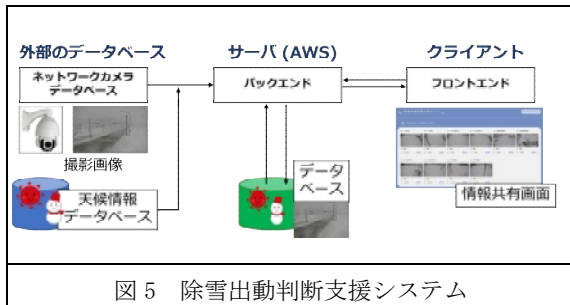 外部のデータベース
サーバ (AWS)
クライアント
ネットワークカメラ
データベース
バックエンド
フロントエンド
撮影画像
天候情報
データベース
データ
ベース
情報共有画面
図 5　除雪出動判断支援システム